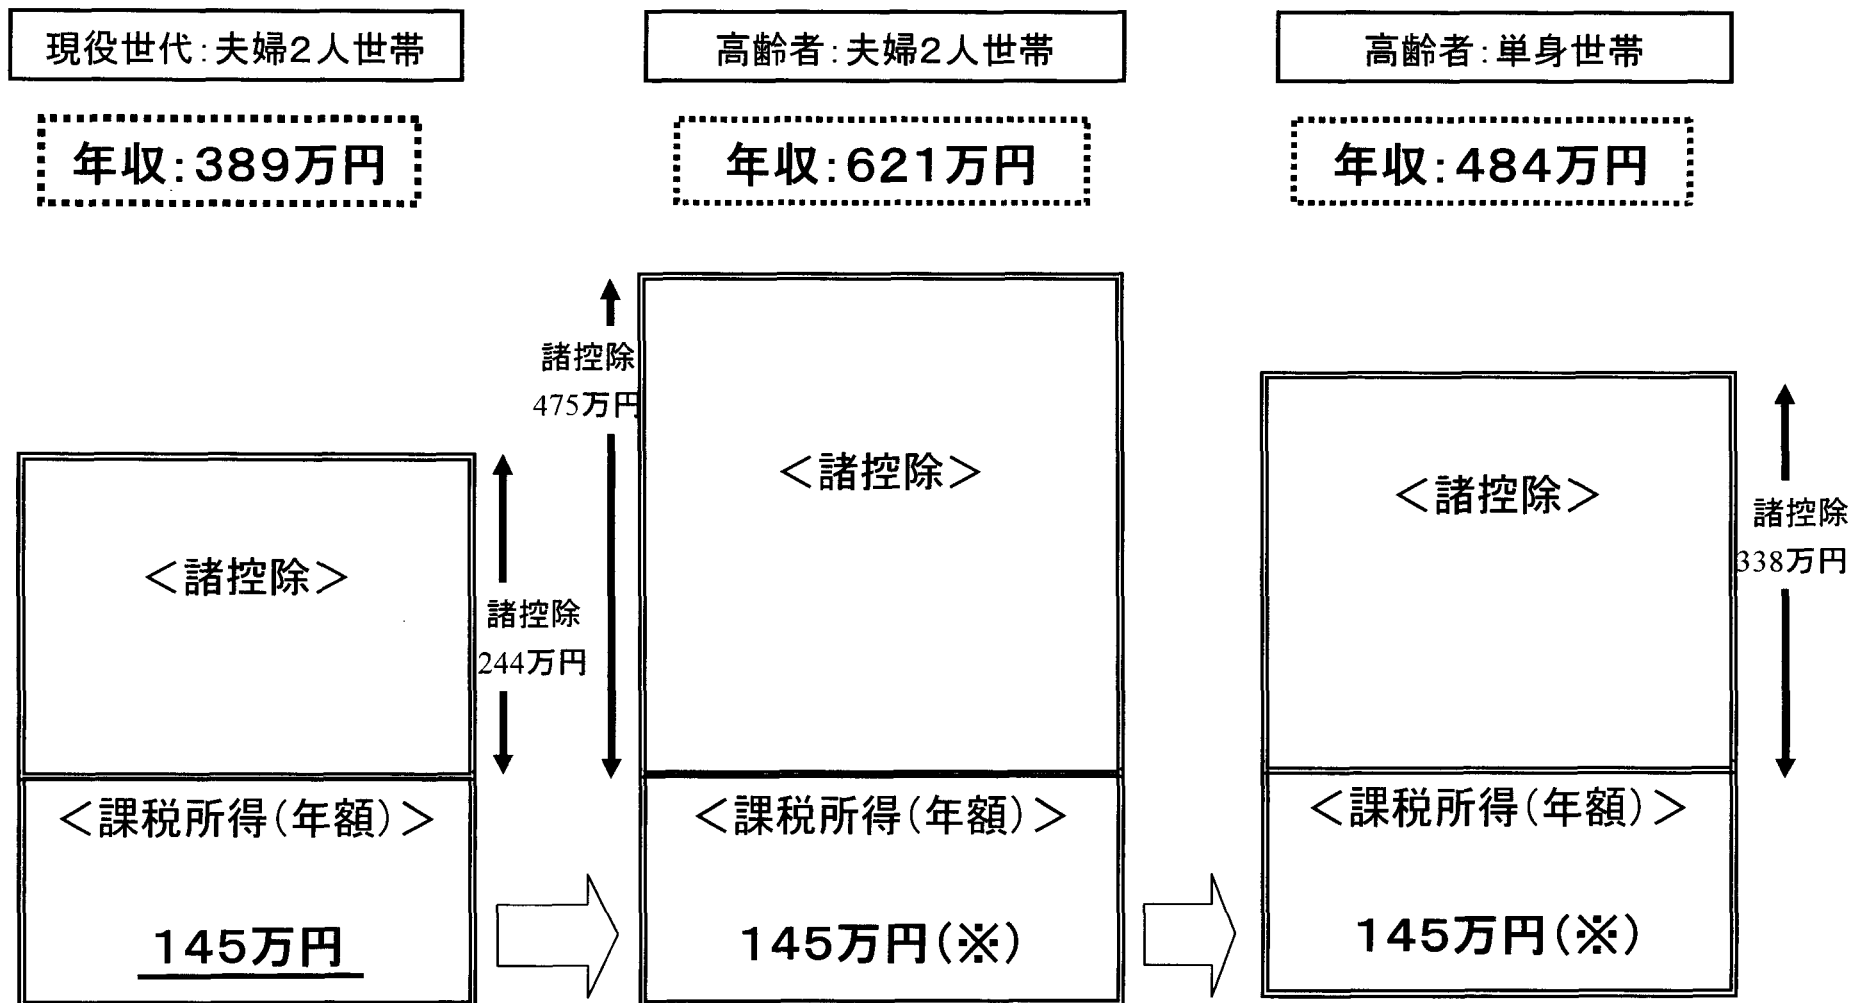 現役世代：夫婦２人世帯
年収：３８９万円
＜諸控除＞
諸控除
244万円
＜課税所得（年額）＞
１４５万円
高齢者：夫婦２人世帯
年収：６２１万円
諸控除
475万円
＜諸控除＞
＜課税所得（年額）＞
１４５万円（※）
高齢者：単身世帯
年収：４８４万円
＜諸控除＞
諸控除
338万円
＜課税所得（年額）＞
１４５万円（※）